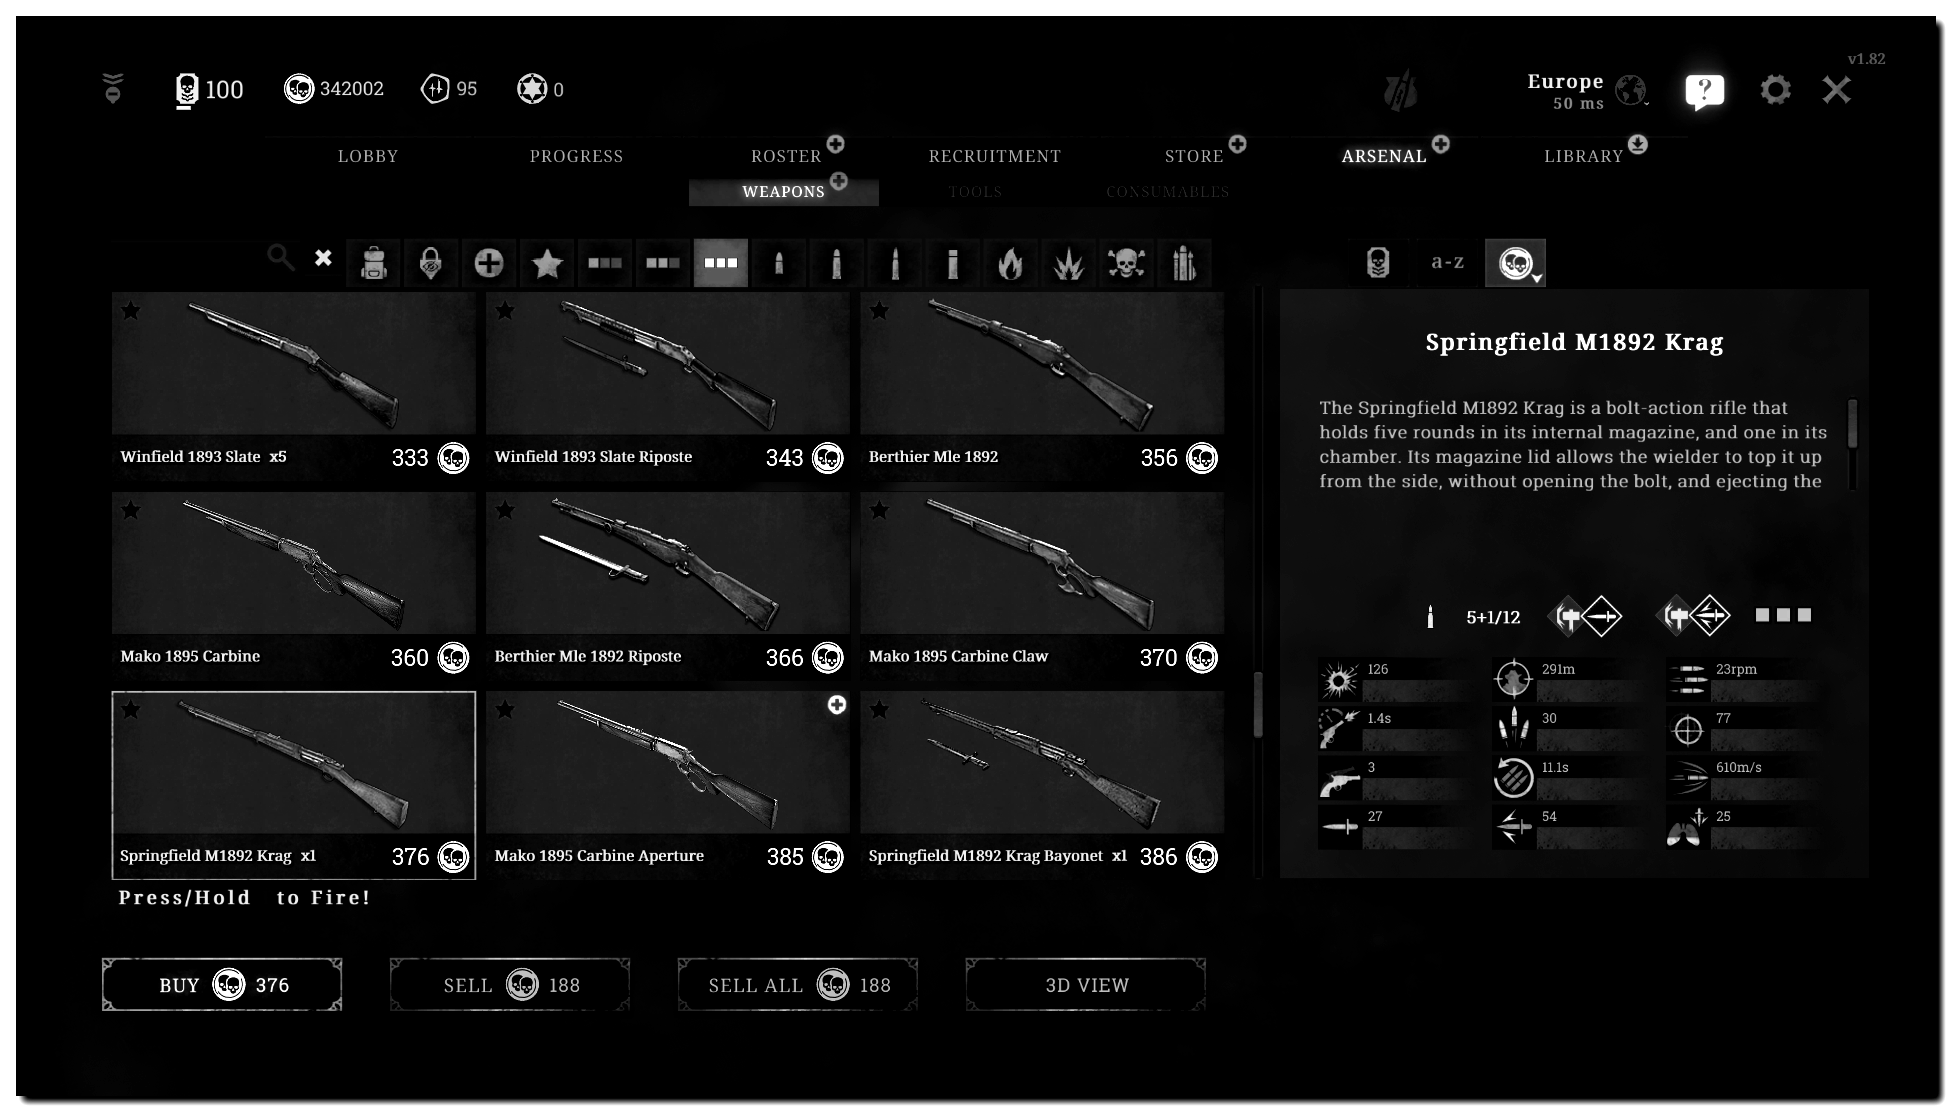 v1.82
100
342002
95
0
Europe
50 ms
?
LOBBY
PROGRESS
ROSTER
RECRUITMENT
STORE
ARSENAL
LIBRARY
WEAPONS
TOOLS
CONSUMABLES
a-z
Winfield 1893 Slate x5
333
Winfield 1893 Slate Riposte
343
Berthier Mle 1892
356
Mako 1895 Carbine
360
Berthier Mle 1892 Riposte
366
Mako 1895 Carbine Claw
370
Springfield M1892 Krag x1
376
Mako 1895 Carbine Aperture
385
Springfield M1892 Krag Bayonet x1
386
Press/Hold to Fire!
BUY 376
SELL 188
SELL ALL 188
3D VIEW
Springfield M1892 Krag
The Springfield M1892 Krag is a bolt-action rifle that
holds five rounds in its internal magazine, and one in its
chamber. Its magazine lid allows the wielder to top it up
from the side, without opening the bolt, and ejecting the
5+1/12
126
291m
23rpm
1.4s
30
77
3
11.1s
610m/s
27
54
25